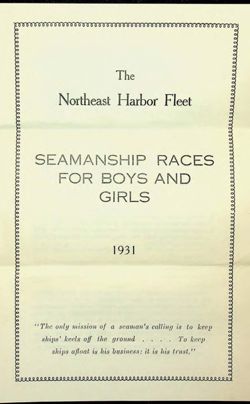 The
Northeast Harbor Fleet
SEAMANSHIP RACES
FOR BOYS AND
GIRLS
1931
"The only mission of a seaman's calling is to keep
ships' keels off the ground . . . . To keep
ships afloat is his business: it is his trust."